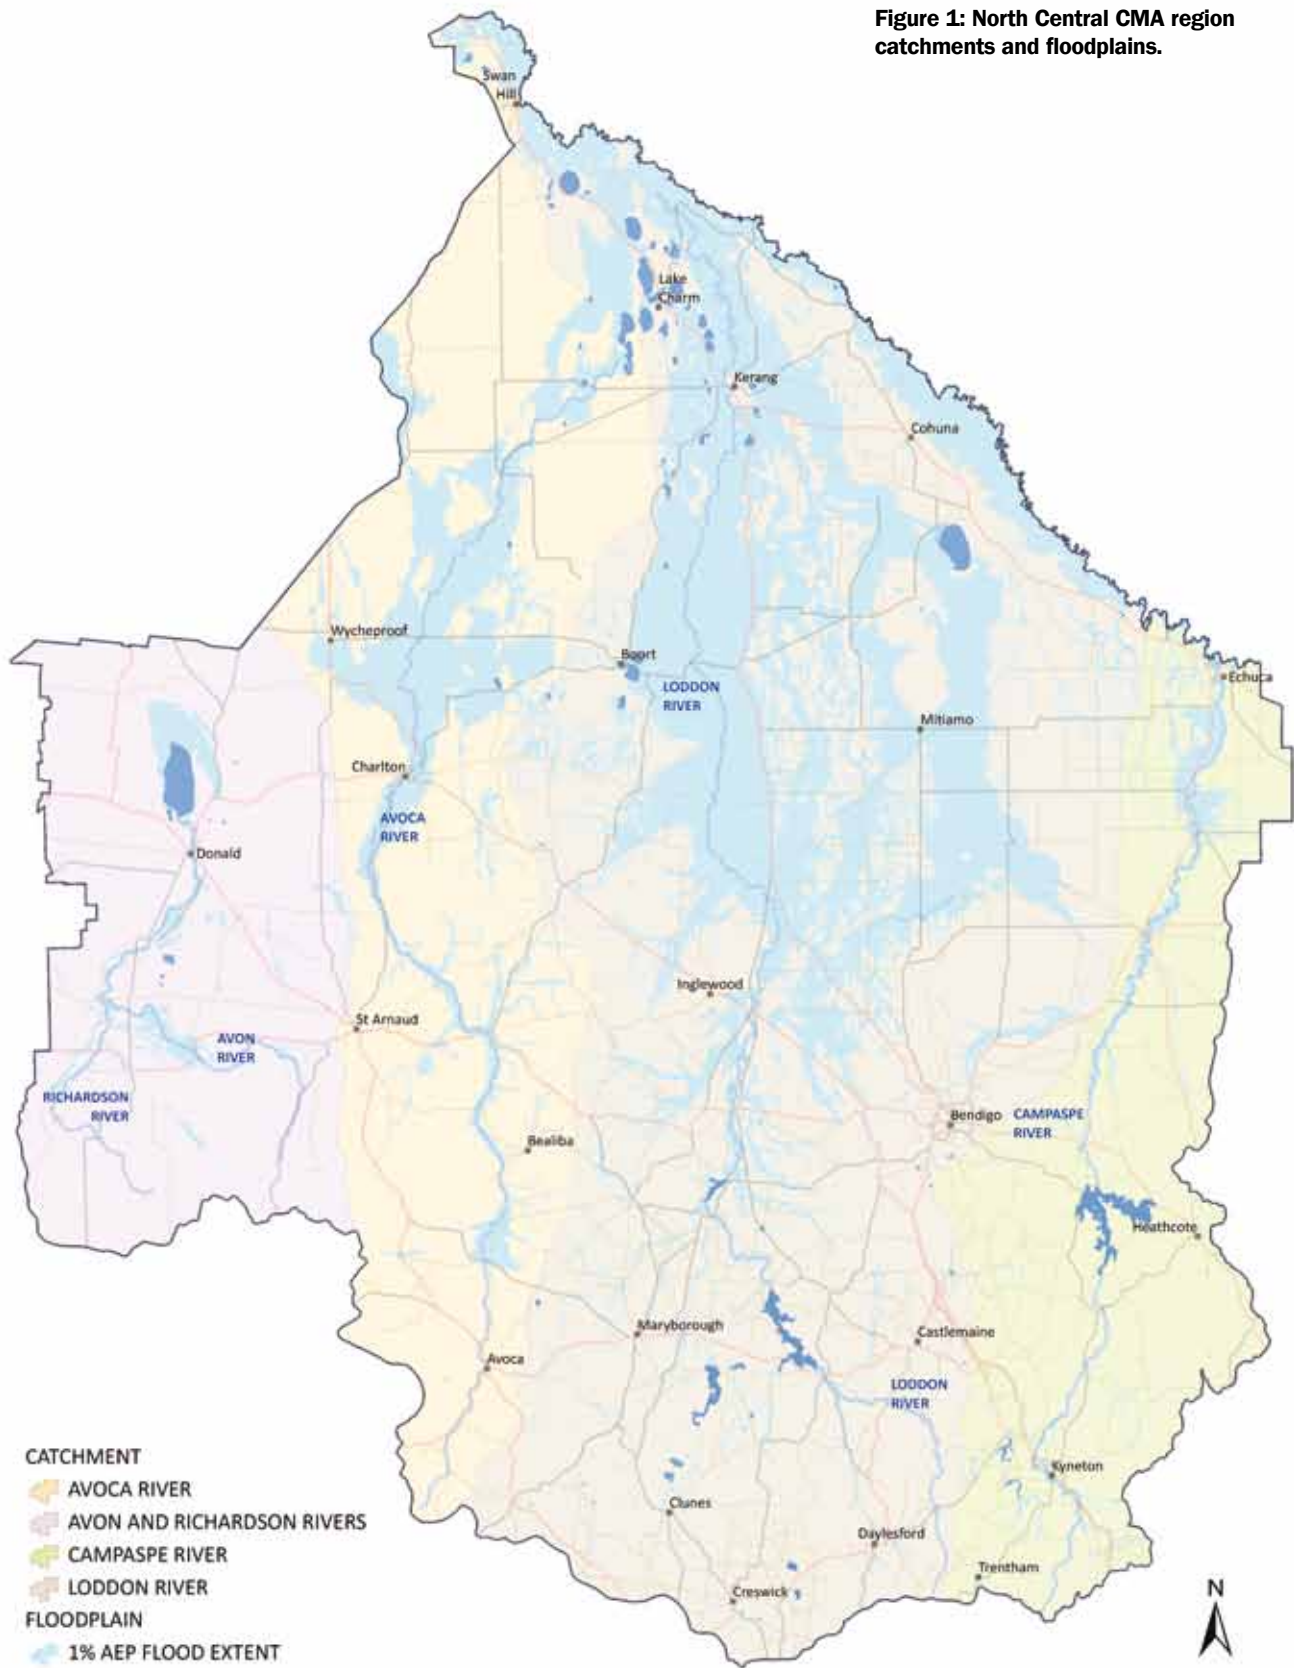 Figure 1: North Central CMA region
catchments and floodplains.
Swan
Hill
Lake
Charm
Kerang
Cohuna
Wycheproof
Boort
LODDON
RIVER
Echuca
Mitiamo
Charlton
AVOCA
RIVER
Donald
Inglewood
St Arnaud
AVON
RIVER
RICHARDSON
RIVER
Bendigo
CAMPASPE
RIVER
Bealiba
Heathcote
Maryborough
Castlemaine
Avoca
LODDON
RIVER
Kyneton
Clunes
Daylesford
Trentham
Creswick
CATCHMENT
AVOCA RIVER
AVON AND RICHARDSON RIVERS
CAMPASPE RIVER
LODDON RIVER
FLOODPLAIN
1% AEP FLOOD EXTENT
N